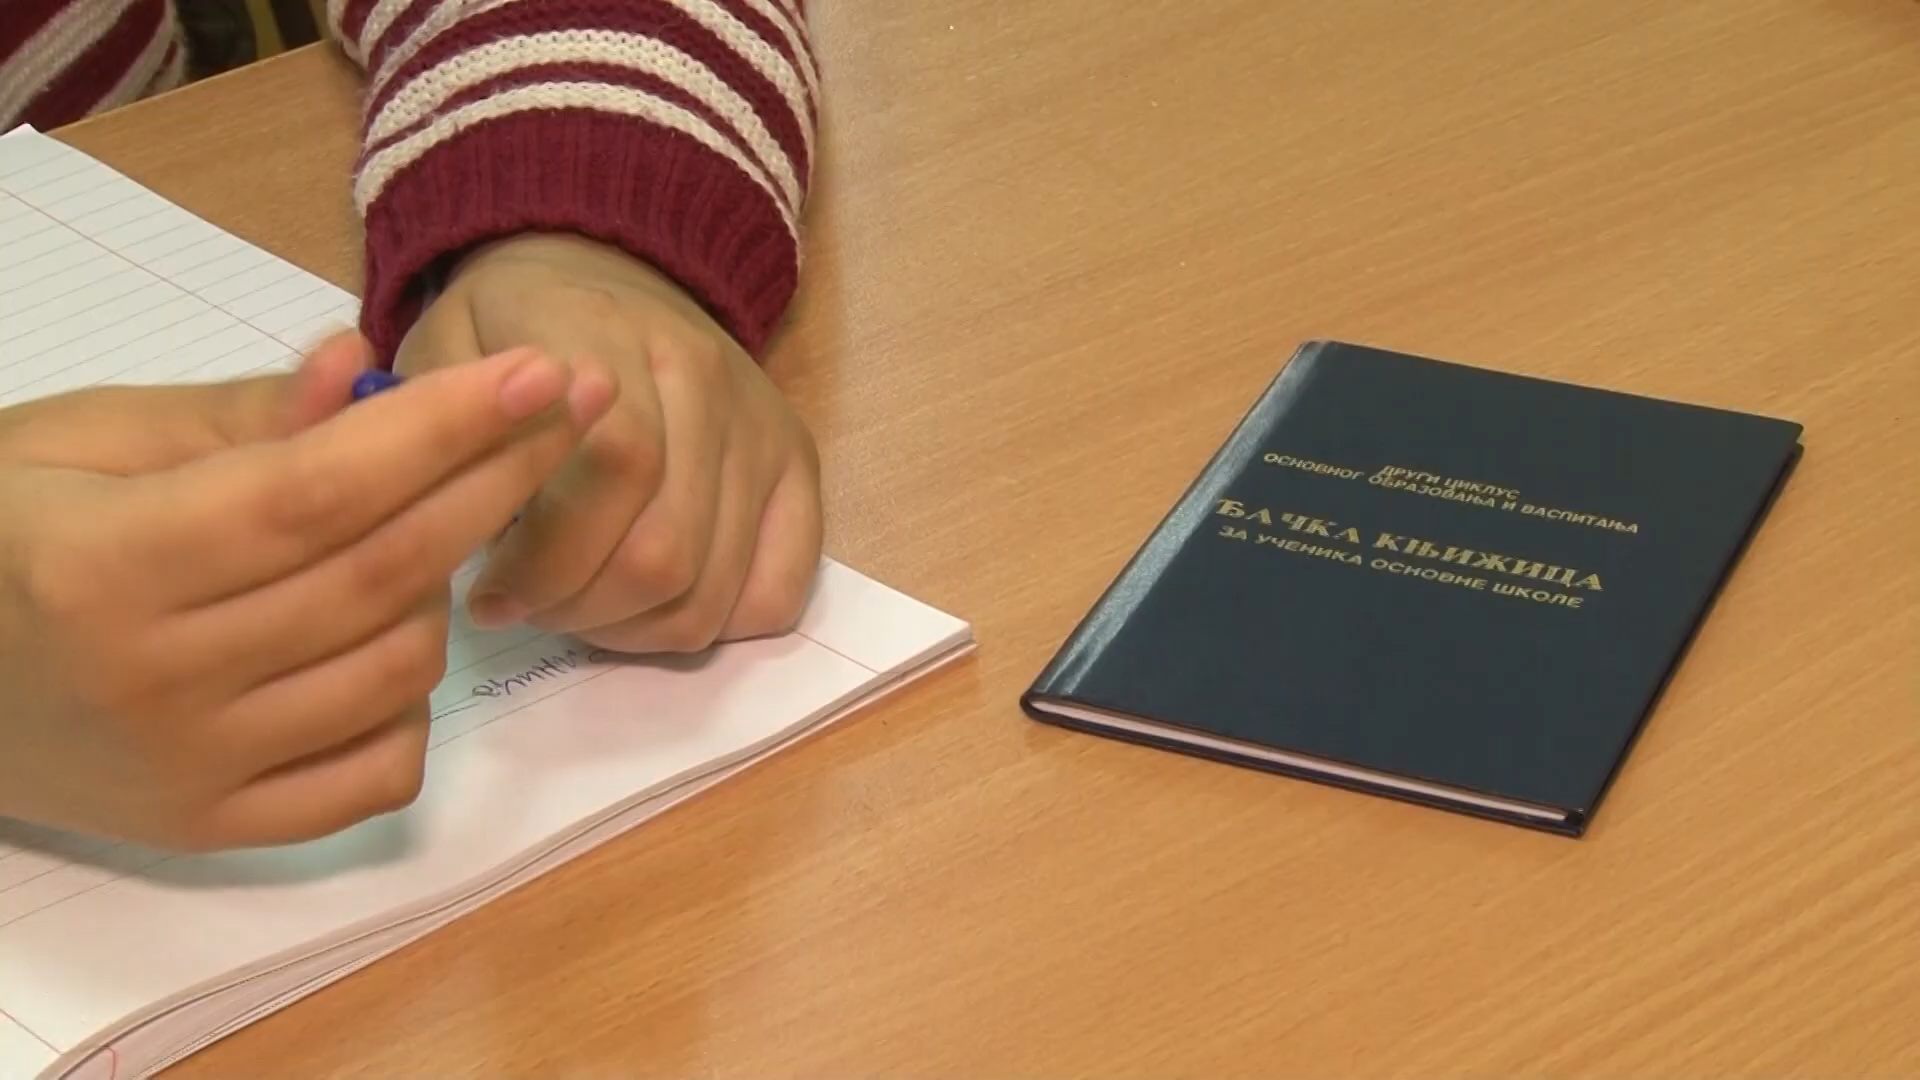 ДРУГИ ЦИКЛУС
ОСНОВНОГ ОБРАЗОВАЊА И ВАСПИТАЊА
ЂАЧКА КЊИЖИЦА
ЗА УЧЕНИКА ОСНОВНЕ ШКОЛЕ